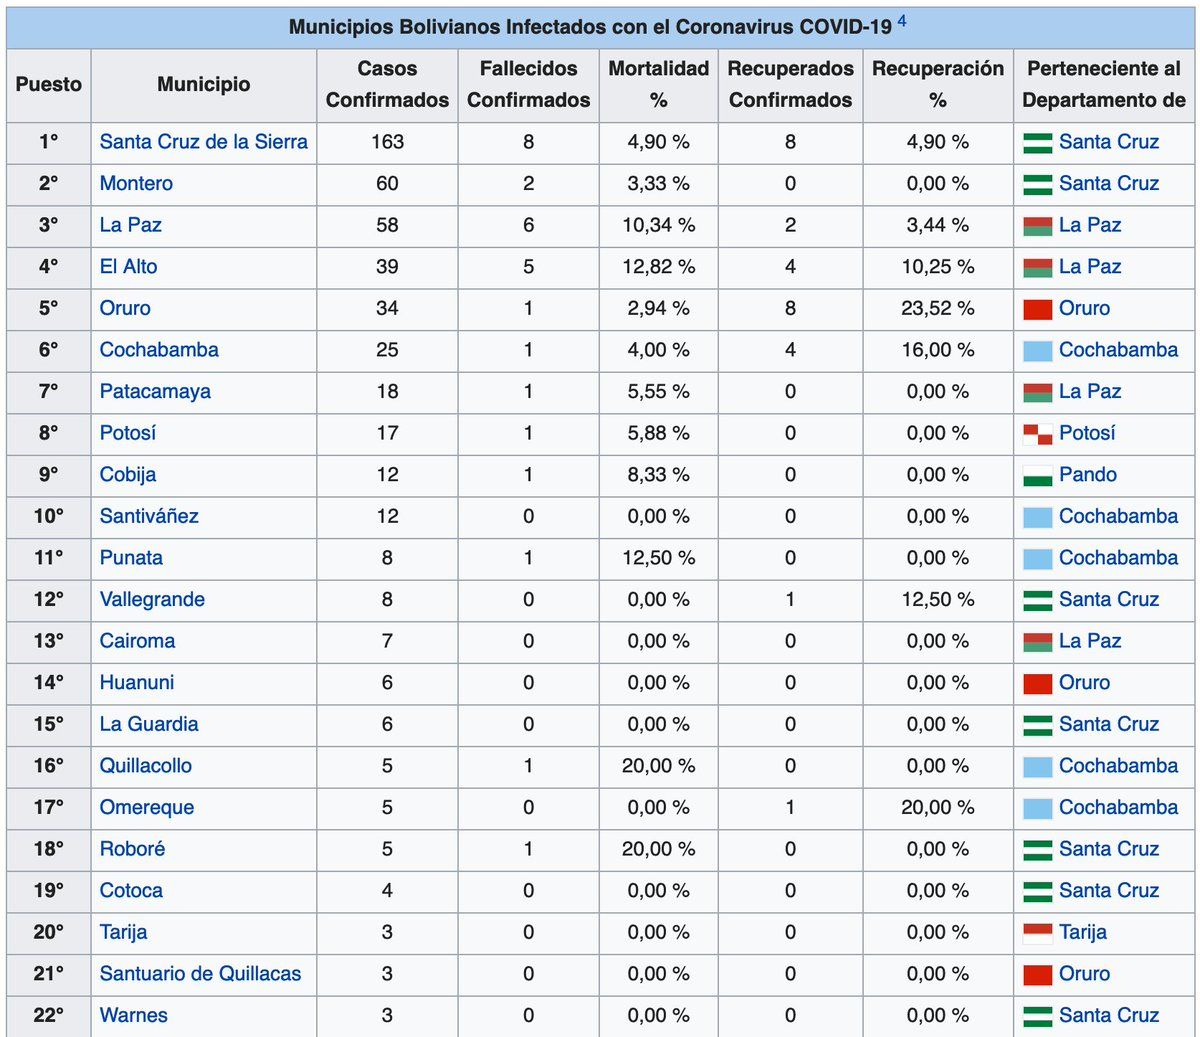 Municipios Bolivianos Infectados con el Coronavirus COVID-19 4
Puesto Municipio Casos Confirmados Fallecidos Confirmados Mortalidad % Recuperados Confirmados Recuperación % Perteneciente al Departamento de
1° Santa Cruz de la Sierra 163 8 4,90 % 8 4,90 % Santa Cruz
2° Montero 60 2 3,33 % 0 0,00 % Santa Cruz
3° La Paz 58 6 10,34 % 2 3,44 % La Paz
4° El Alto 39 5 12,82 % 4 10,25 % La Paz
5° Oruro 34 1 2,94 % 8 23,52 % Oruro
6° Cochabamba 25 1 4,00 % 4 16,00 % Cochabamba
7° Patacamaya 18 1 5,55 % 0 0,00 % La Paz
8° Potosí 17 1 5,88 % 0 0,00 % Potosí
9° Cobija 12 1 8,33 % 0 0,00 % Pando
10° Santiváñez 12 0 0,00 % 0 0,00 % Cochabamba
11° Punata 8 1 12,50 % 0 0,00 % Cochabamba
12° Vallegrande 8 0 0,00 % 1 12,50 % Santa Cruz
13° Cairoma 7 0 0,00 % 0 0,00 % La Paz
14° Huanuni 6 0 0,00 % 0 0,00 % Oruro
15° La Guardia 6 0 0,00 % 0 0,00 % Santa Cruz
16° Quillacollo 5 1 20,00 % 0 0,00 % Cochabamba
17° Omereque 5 0 0,00 % 1 20,00 % Cochabamba
18° Roboré 5 1 20,00 % 0 0,00 % Santa Cruz
19° Cotoca 4 0 0,00 % 0 0,00 % Santa Cruz
20° Tarija 3 0 0,00 % 0 0,00 % Tarija
21° Santuario de Quillacas 3 0 0,00 % 0 0,00 % Oruro
22° Warnes 3 0 0,00 % 0 0,00 % Santa Cruz